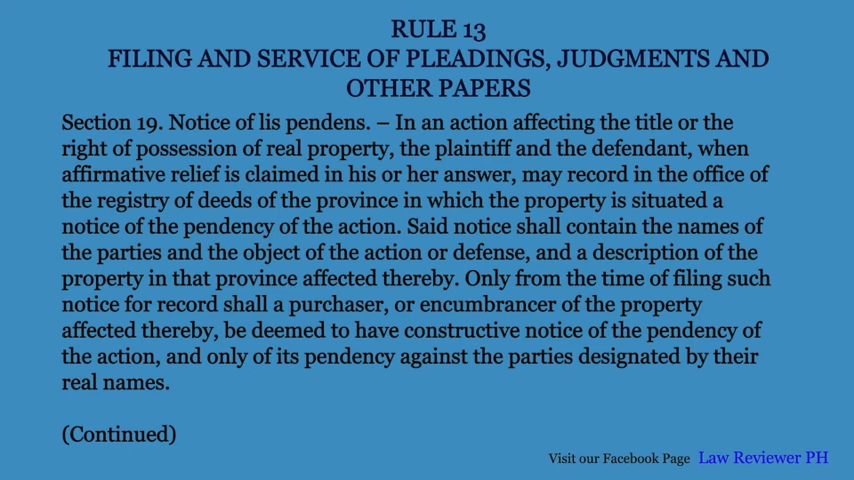 RULE 13
FILING AND SERVICE OF PLEADINGS, JUDGMENTS AND
OTHER PAPERS
Section 19. Notice of lis pendens. – In an action affecting the title or the
right of possession of real property, the plaintiff and the defendant, when
affirmative relief is claimed in his or her answer, may record in the office of
the registry of deeds of the province in which the property is situated a
notice of the pendency of the action. Said notice shall contain the names of
the parties and the object of the action or defense, and a description of the
property in that province affected thereby. Only from the time of filing such
notice for record shall a purchaser, or encumbrancer of the property
affected thereby, be deemed to have constructive notice of the pendency of
the action, and only of its pendency against the parties designated by their
real names.
(Continued)
Visit our Facebook Page Law Reviewer PH